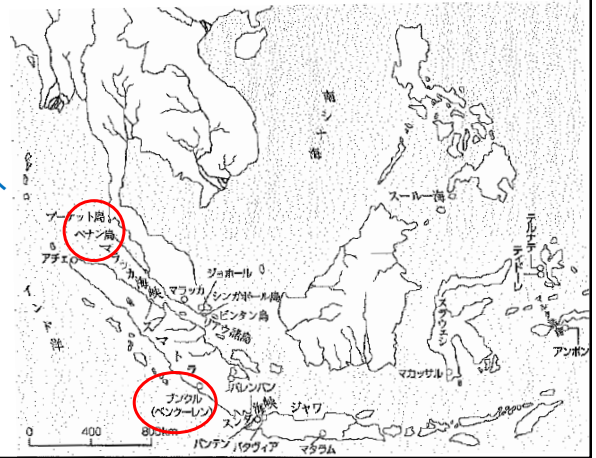 南シナ海
スールー海
プーケット島
ペナン島
アチェ
マラッカ海峡
マラッカ
ジョホール
シンガポール島
ビンタン島
リアウ諸島
テルナテ
ティドーレ
インド洋
スマトラ
スラウェシ
アンボン
パレンバン
マカッサル
ブンクル
(ベンクーレン)
スンダ海峡
ジャワ
バンテン
バタヴィア
マタラム
0 400 800km